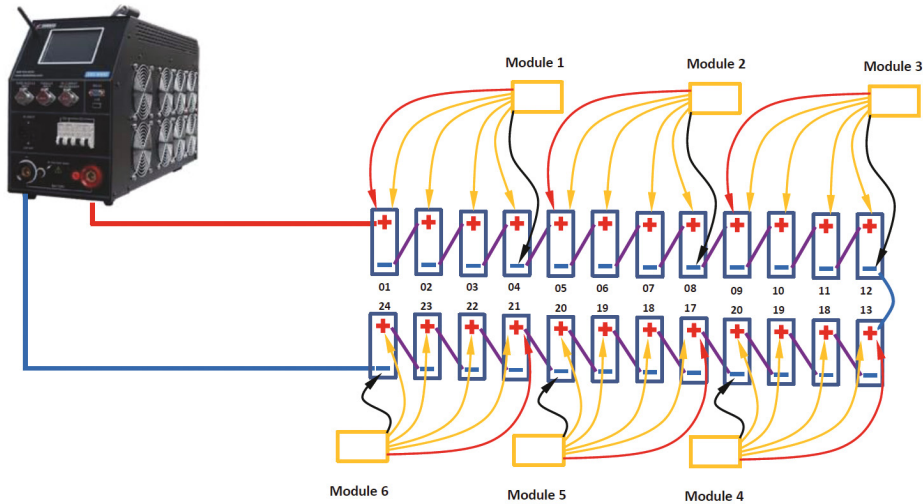 Module 1
Module 2
Module 3
01 02 03 04 05 06 07 08 09 10 11 12
24 23 22 21 20 19 18 17 20 19 18 13
Module 6
Module 5
Module 4